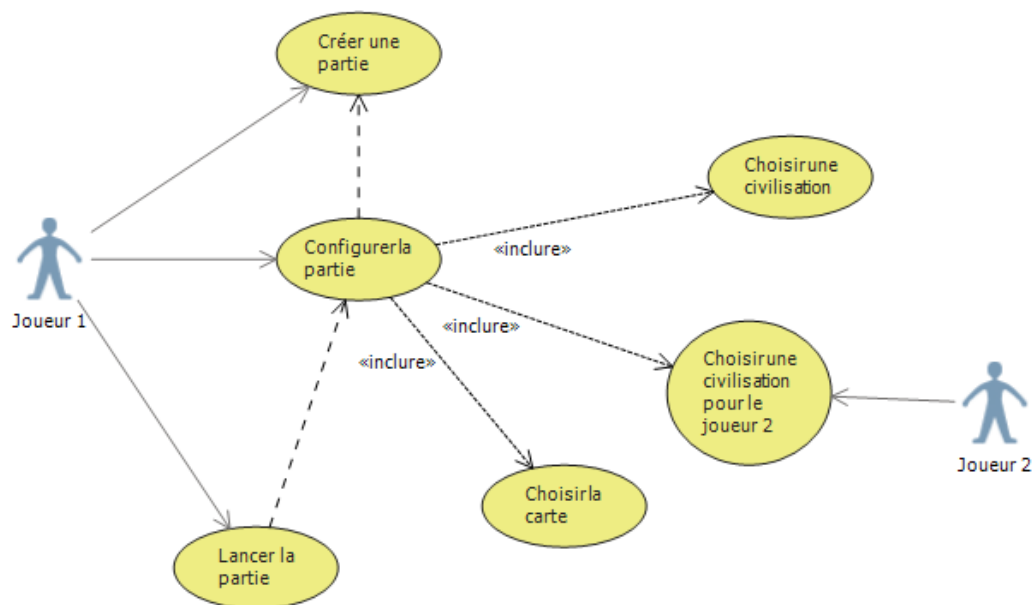 Créer une
partie
Choisirune
civilisation
Configurerla
partie
«inclure»
Joueur 1
«inclure»
«inclure»
Choisirune
civilisation
pour le
joueur 2
Joueur 2
Choisirla
carte
Lancer la
partie